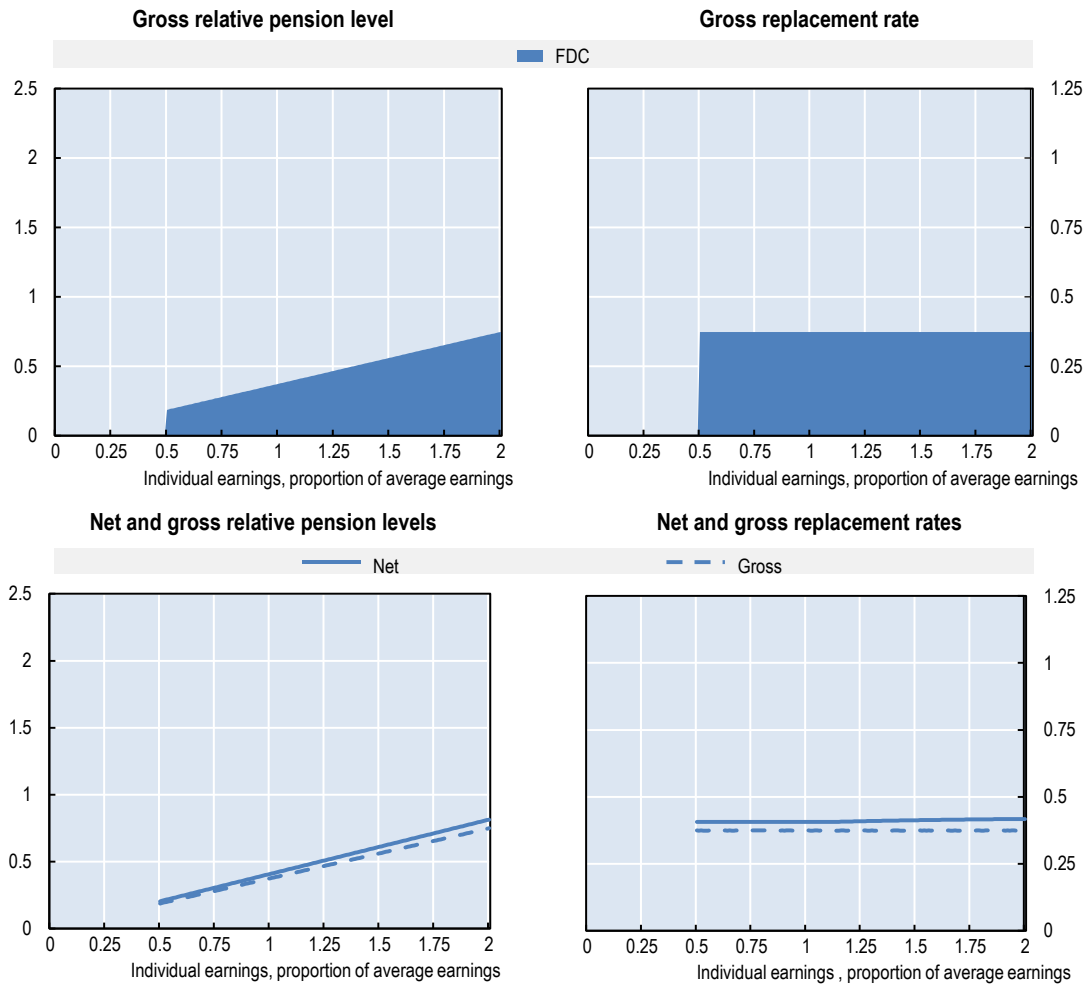 Gross relative pension level
Gross replacement rate
FDC
2.5
2
1.5
1
0.5
0
0 0.25 0.5 0.75 1 1.25 1.5 1.75 2
Individual earnings, proportion of average earnings
1.25
1
0.75
0.5
0.25
0
0 0.25 0.5 0.75 1 1.25 1.5 1.75 2
Individual earnings, proportion of average earnings
Net and gross relative pension levels
Net and gross replacement rates
Net Gross
2.5
2
1.5
1
0.5
0
0 0.25 0.5 0.75 1 1.25 1.5 1.75 2
Individual earnings, proportion of average earnings
1.25
1
0.75
0.5
0.25
0
0 0.25 0.5 0.75 1 1.25 1.5 1.75 2
Individual earnings , proportion of average earnings